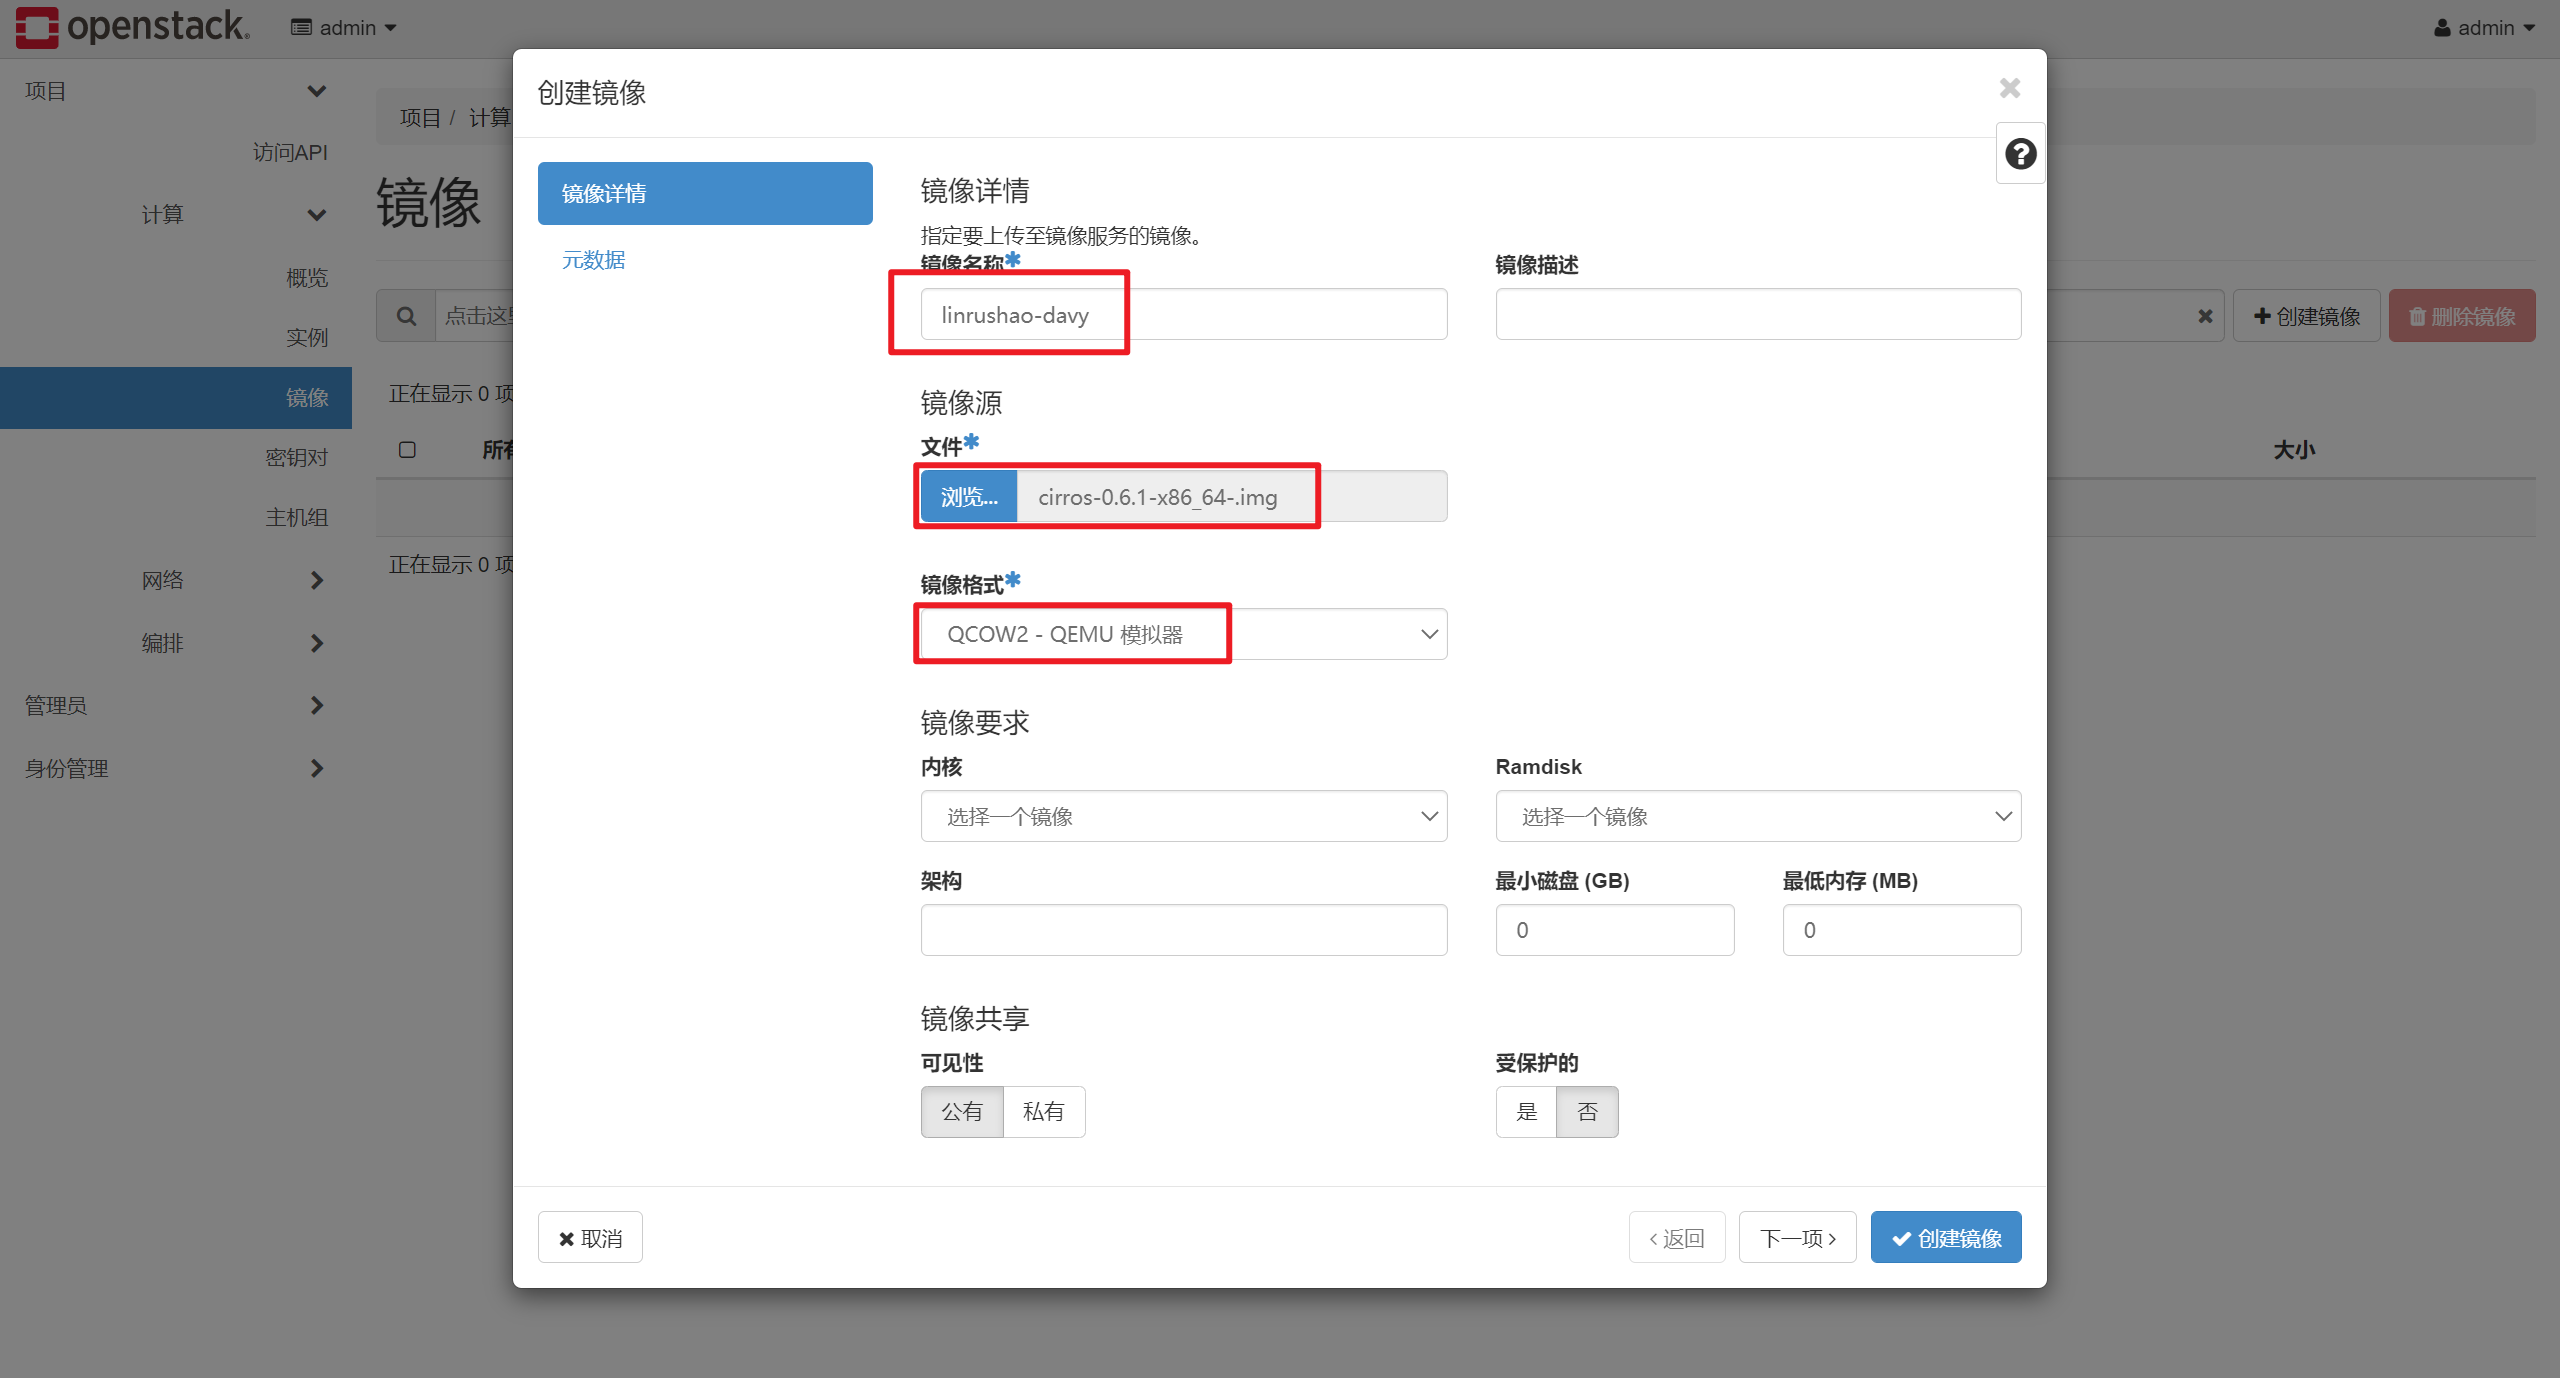 openstack.
admin
admin
项目
访问API
计算
概览
实例
镜像
密钥对
主机组
网络
编排
管理员
身份管理
项目 / 计算
镜像
点击这里
创建镜像
删除镜像
正在显示 0 项
大小
正在显示 0 项
创建镜像
镜像详情
元数据
镜像详情
指定要上传至镜像服务的镜像。
镜像名称*
镜像描述
linrushao-davy
镜像源
文件*
浏览... cirros-0.6.1-x86_64-.img
镜像格式*
QCOW2 - QEMU 模拟器
镜像要求
内核
Ramdisk
选择一个镜像
选择一个镜像
架构
最小磁盘 (GB)
最低内存 (MB)
0
0
镜像共享
可见性
受保护的
公有 私有
是 否
取消
‹ 返回
下一项 ›
创建镜像